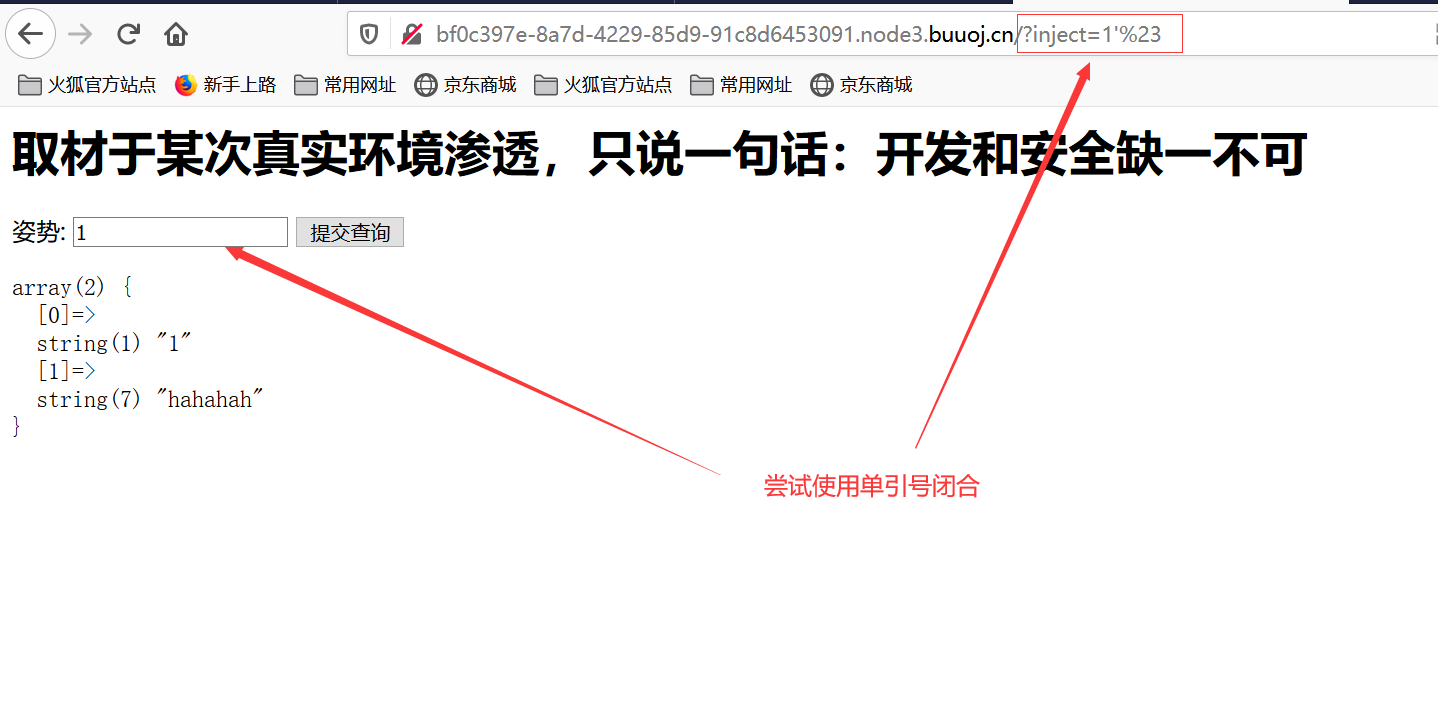 bf0c397e-8a7d-4229-85d9-91c8d6453091.node3.buuoj.cn/?inject=1'%23
火狐官方站点 新手上路 常用网址 京东商城 火狐官方站点 常用网址 京东商城
取材于某次真实环境渗透，只说一句话：开发和安全缺一不可
姿势: 1 提交查询
array(2) {
[0]=>
string(1) "1"
[1]=>
string(7) "hahahah"
}
尝试使用单引号闭合